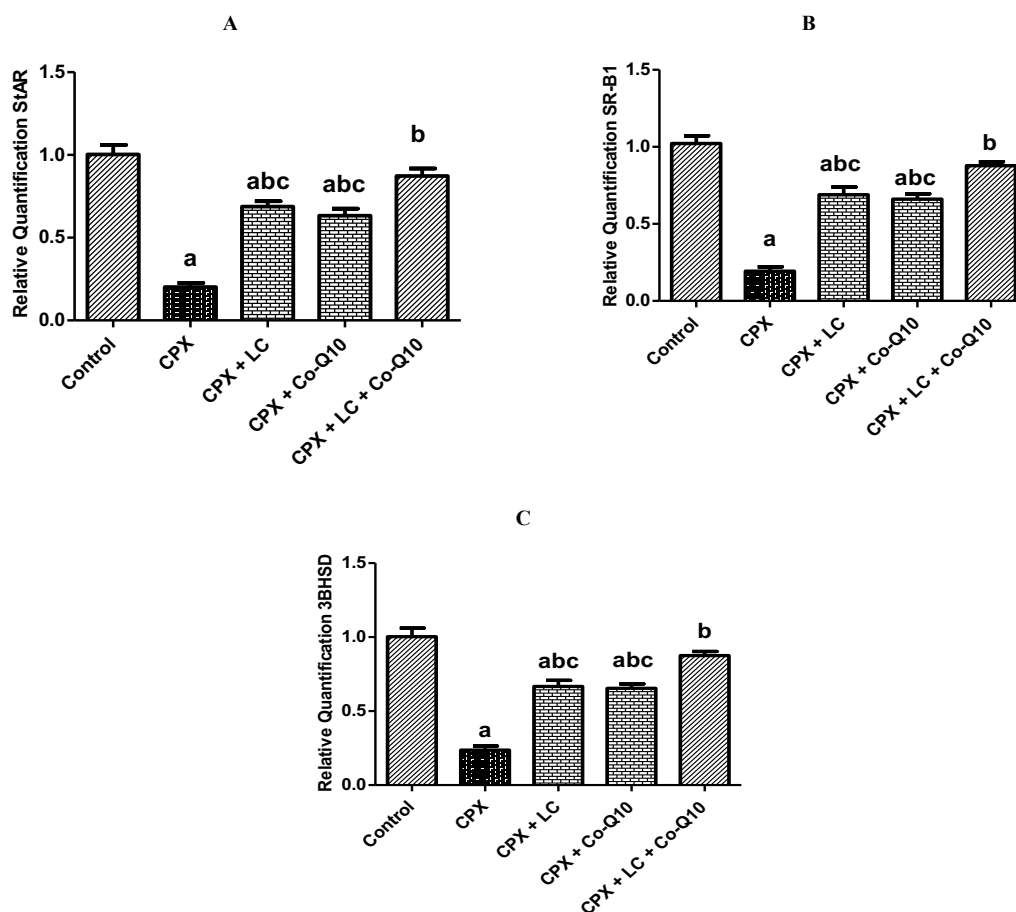 A
Relative Quantification StAR
1.5
1.0
0.5
0.0
a
abc
abc
b
Control
CPX
CPX + LC
CPX + Co-Q10
CPX + LC + Co-Q10
B
Relative Quantification SR-B1
1.5
1.0
0.5
0.0
a
abc
abc
b
Control
CPX
CPX + LC
CPX + Co-Q10
CPX + LC + Co-Q10
C
Relative Quantification 3BHSD
1.5
1.0
0.5
0.0
a
abc
abc
b
Control
CPX
CPX + LC
CPX + Co-Q10
CPX + LC + Co-Q10